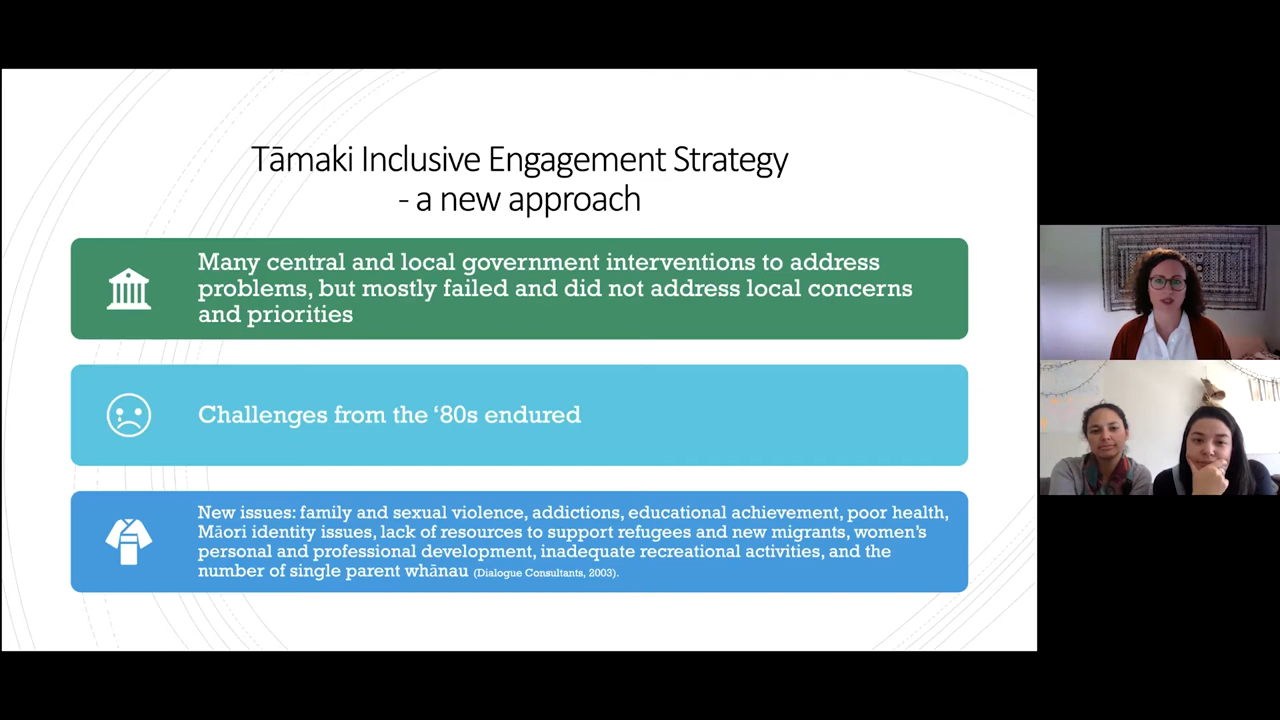 Tāmaki Inclusive Engagement Strategy
- a new approach
Many central and local government interventions to address
problems, but mostly failed and did not address local concerns
and priorities
Challenges from the ‘80s endured
New issues: family and sexual violence, addictions, educational achievement, poor health,
Māori identity issues, lack of resources to support refugees and new migrants, women’s
personal and professional development, inadequate recreational activities, and the
number of single parent whānau (Dialogue Consultants, 2003).